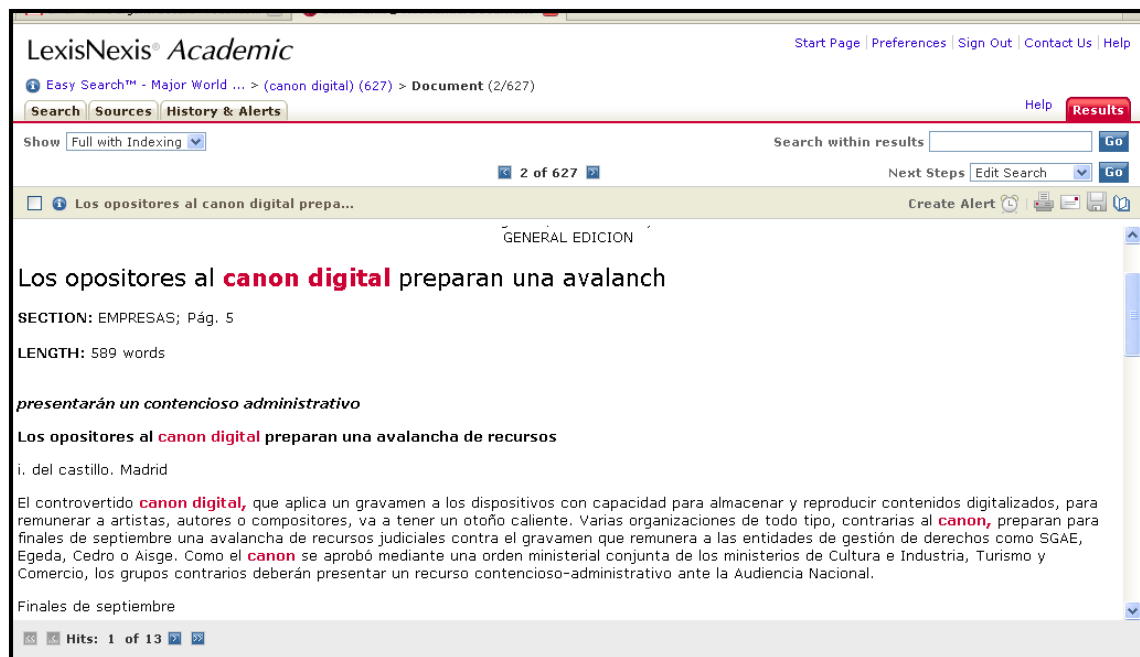 LexisNexis® Academic
Start Page | Preferences | Sign Out | Contact Us | Help
Easy Search™ - Major World ... > (canon digital) (627) > Document (2/627)
Search Sources History & Alerts
Help Results
Show Full with Indexing
Search within results Go
2 of 627
Next Steps Edit Search Go
Los opositores al canon digital prepa...
Create Alert
GENERAL EDICION
Los opositores al canon digital preparan una avalanch
SECTION: EMPRESAS; Pág. 5
LENGTH: 589 words
presentarán un contencioso administrativo
Los opositores al canon digital preparan una avalancha de recursos
i. del castillo. Madrid
El controvertido canon digital, que aplica un gravamen a los dispositivos con capacidad para almacenar y reproducir contenidos digitalizados, para
remunerar a artistas, autores o compositores, va a tener un otoño caliente. Varias organizaciones de todo tipo, contrarias al canon, preparan para
finales de septiembre una avalancha de recursos judiciales contra el gravamen que remunera a las entidades de gestión de derechos como SGAE,
Egeda, Cedro o Aisge. Como el canon se aprobó mediante una orden ministerial conjunta de los ministerios de Cultura e Industria, Turismo y
Comercio, los grupos contrarios deberán presentar un recurso contencioso-administrativo ante la Audiencia Nacional.
Finales de septiembre
Hits: 1 of 13